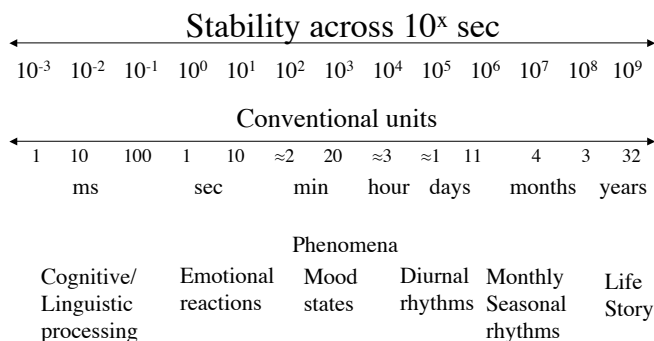 Stability across 10ˣ sec
10⁻³ 10⁻² 10⁻¹ 10⁰ 10¹ 10² 10³ 10⁴ 10⁵ 10⁶ 10⁷ 10⁸ 10⁹
Conventional units
1 10 100 1 10 ≈2 20 ≈3 ≈1 11 4 3 32
ms sec min hour days months years
Phenomena
Cognitive/ Emotional Mood Diurnal Monthly Life
Linguistic reactions states rhythms Seasonal Story
processing rhythms